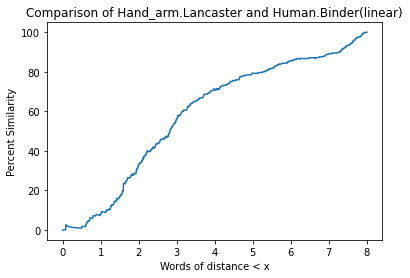 Comparison of Hand_arm.Lancaster and Human.Binder(linear)
100
80
60
40
20
0
Percent Similarity
0 1 2 3 4 5 6 7 8
Words of distance < x